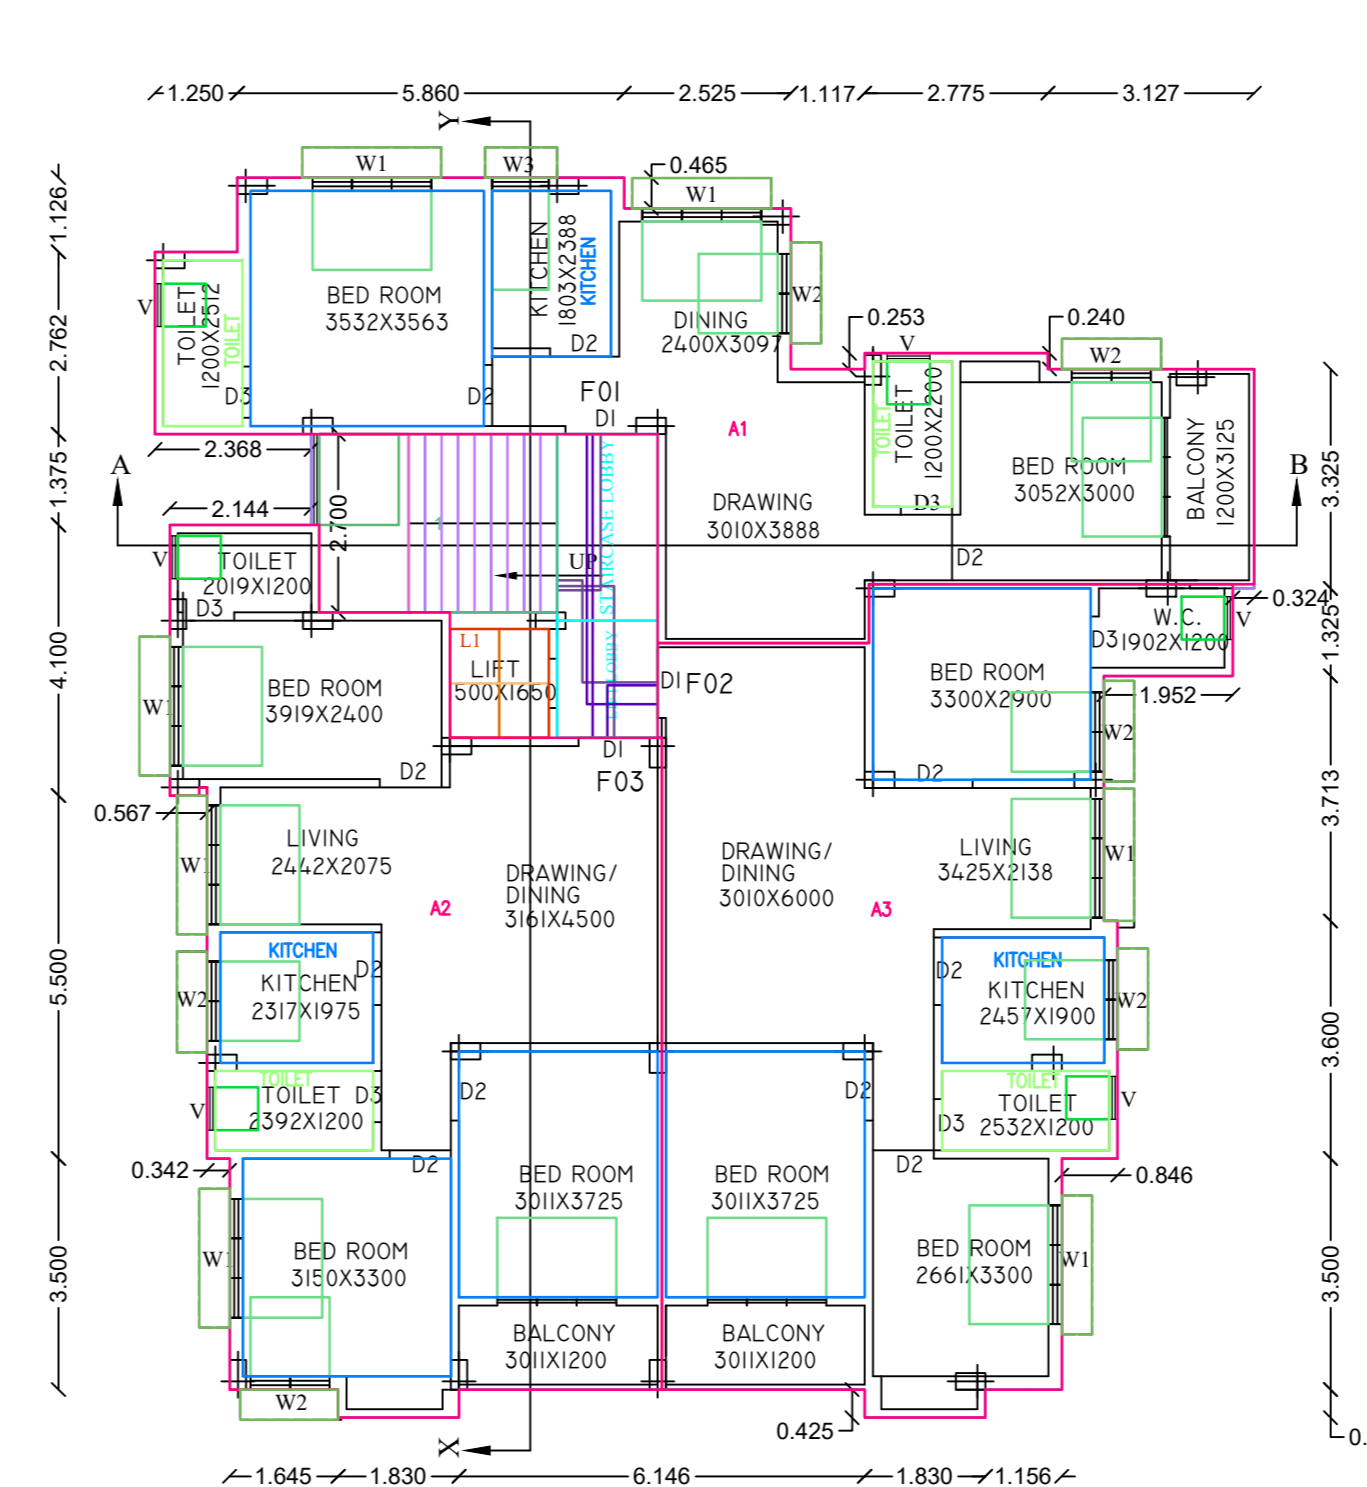 1.250
5.860
2.525
1.117
2.775
3.127
Y
W1
W3
0.465
W1
1.126
2.762
1.375
4.100
5.500
3.500
V
TOILET
1200X2512
TOILET
BED ROOM
3532X3563
KITCHEN
1803X2388
KITCHEN
D2
DINING
2400X3097
W2
0.253
0.240
V
W2
D3
D2
F01
D1
A1
TOILET
TOILET
1200X2200
D3
BED ROOM
3052X3000
BALCONY
1200X3125
3.325
2.368
A
B
2.144
2.700
DRAWING
3010X3888
D2
STAIRCASE LOBBY
UP
V
TOILET
2019X1200
D3
L1
LIFT
500X1650
LOBBY
D1
F02
D1
F03
BED ROOM
3919X2400
W1
D2
BED ROOM
3300X2900
D2
W.C.
1902X1200
D3
V
0.324
1.325
1.952
W2
3.713
0.567
LIVING
2442X2075
W1
DRAWING/
DINING
3161X4500
A2
DRAWING/
DINING
3010X6000
LIVING
3425X2138
W1
A3
KITCHEN
KITCHEN
2317X1975
D2
W2
D2
KITCHEN
KITCHEN
2457X1900
W2
3.600
TOILET
TOILET
2392X1200
D3
V
D2
D2
TOILET
TOILET
2532X1200
D3
V
0.342
D2
D2
0.846
BED ROOM
3011X3725
BED ROOM
3011X3725
W1
BED ROOM
3150X3300
BED ROOM
2661X3300
W1
3.500
BALCONY
3011X1200
BALCONY
3011X1200
W2
0.425
0.
X
1.645
1.830
6.146
1.830
1.156